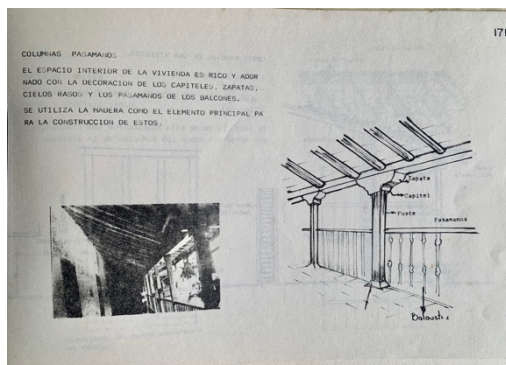 171
COLUMNAS PASAMANOS
EL ESPACIO INTERIOR DE LA VIVIENDA ES RICO Y ADOR
NADO CON LA DECORACION DE LOS CAPITELES, ZAPATAS,
CIELOS RASOS Y LOS PASAMANOS DE LOS BALCONES.
SE UTILIZA LA MADERA COMO EL ELEMENTO PRINCIPAL PA
RA LA CONSTRUCCION DE ESTOS.
Zapata
Capitel
Fuste
Pasamanos